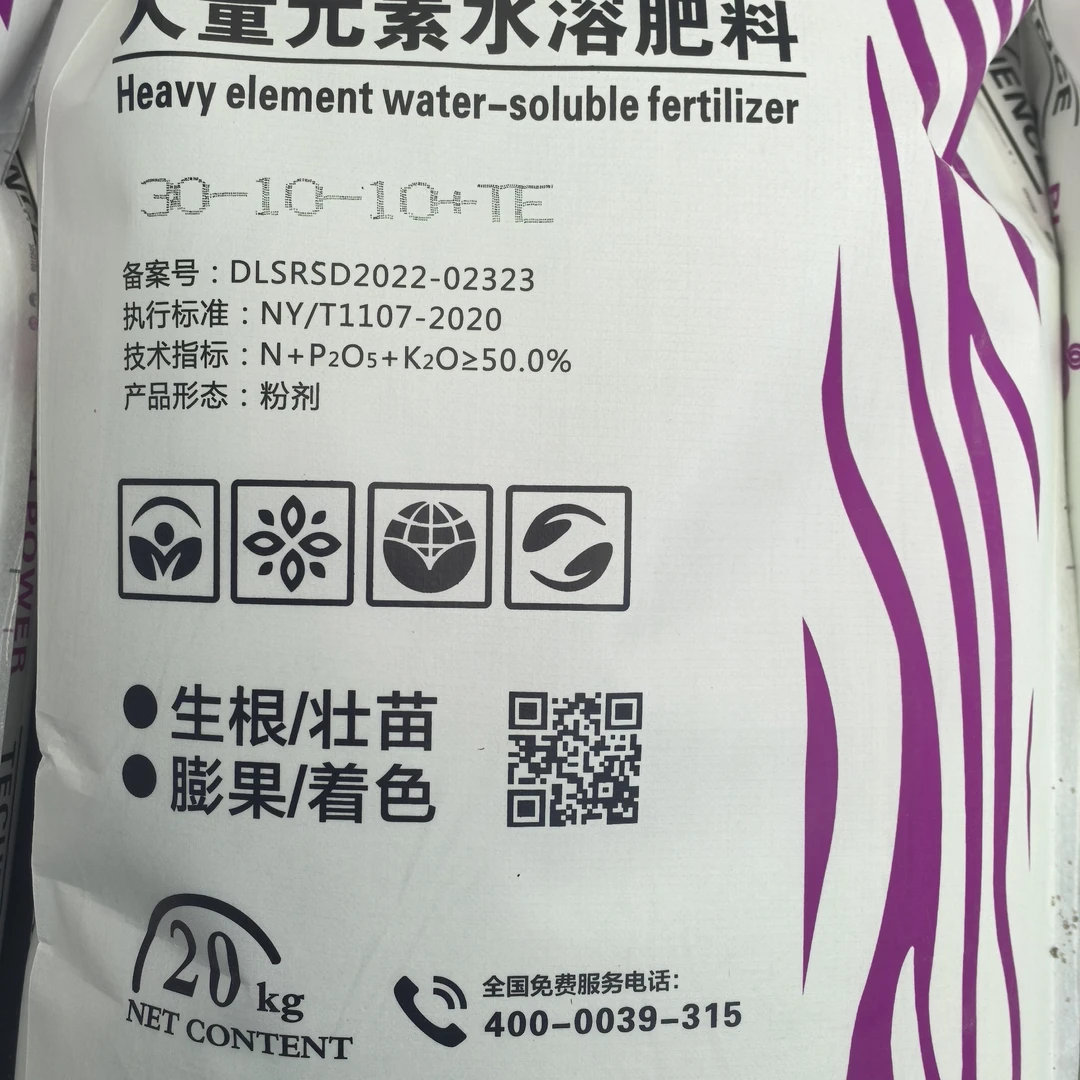 大量元素水溶肥料
Heavy element water-soluble fertilizer
30-10-10+TE
备案号：DLSRSD2022-02323
执行标准：NY/T1107-2020
技术指标：N+P₂O₅+K₂O≥50.0%
产品形态：粉剂
●生根/壮苗
●膨果/着色
20 kg
NET CONTENT
全国免费服务电话：
400-0039-315
POWER